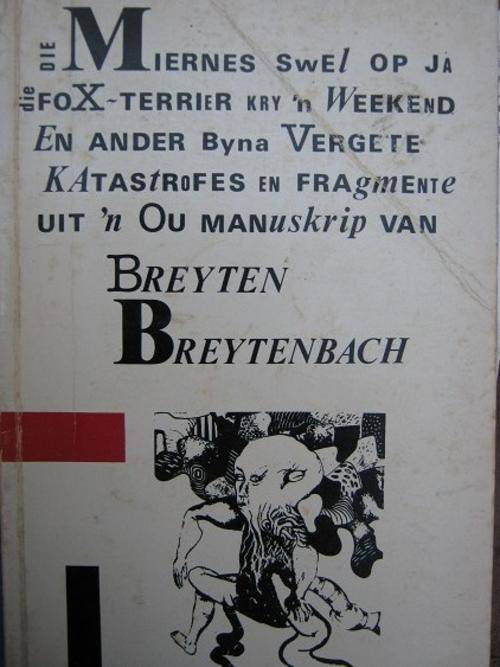 DIE MIERNES SWEl OP JA
die FOX-TERRIER KRY 'n WEEKEND
EN ANDER Byna VERGETE
KATAStROFES EN FRAgmENTe
UIT 'n OU MANUskrip VAN
BREYTEN
BREYTENBACH